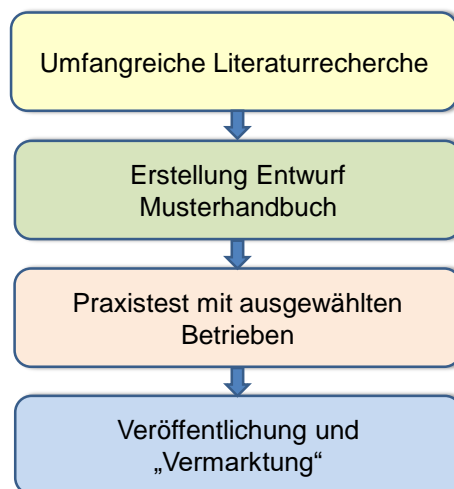 Umfangreiche Literaturrecherche
Erstellung Entwurf
Musterhandbuch
Praxistest mit ausgewählten
Betrieben
Veröffentlichung und
„Vermarktung“